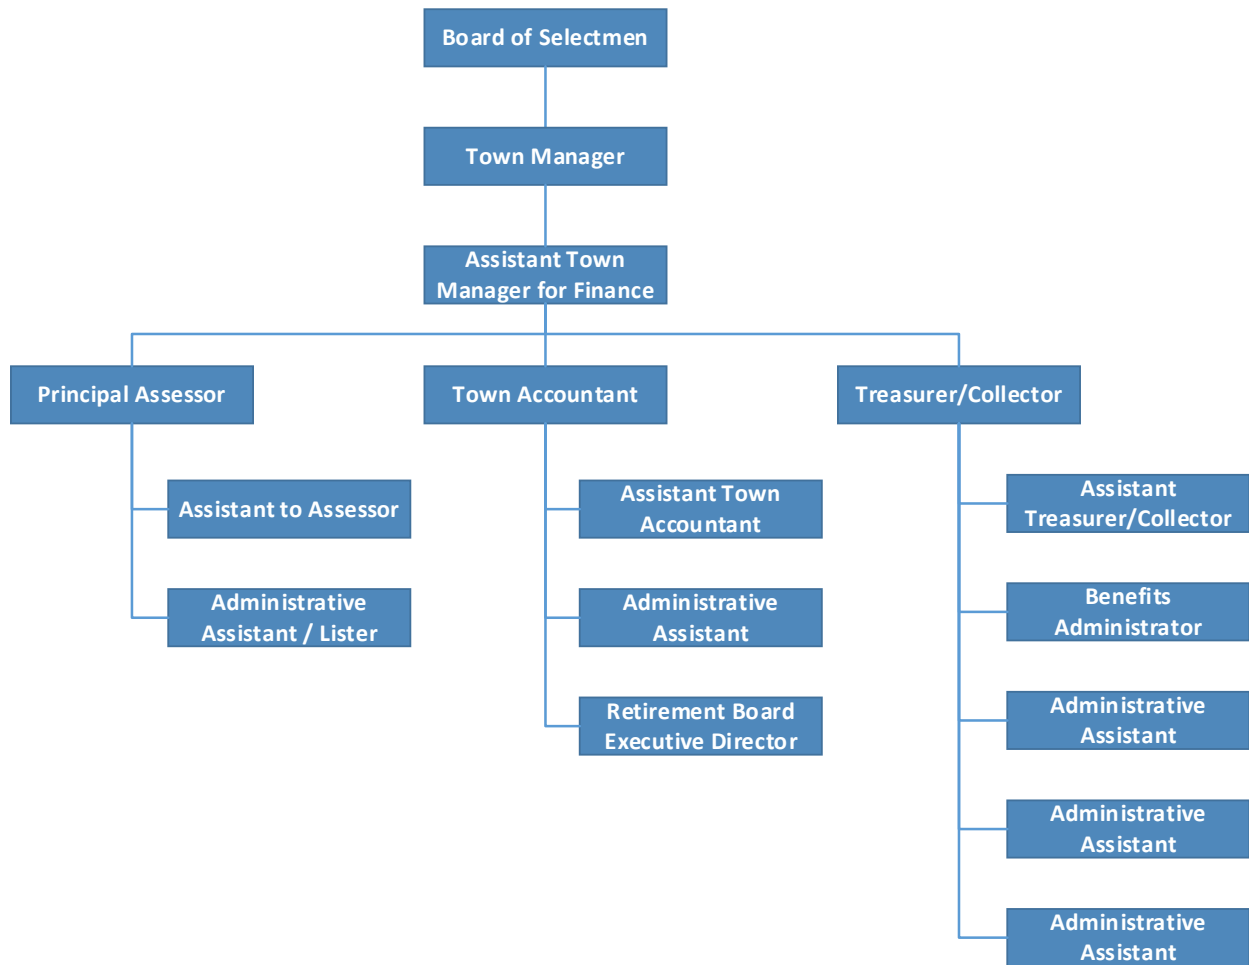 Board of Selectmen
Town Manager
Assistant Town
Manager for Finance
Principal Assessor
Town Accountant
Treasurer/Collector
Assistant to Assessor
Administrative
Assistant / Lister
Assistant Town
Accountant
Administrative
Assistant
Retirement Board
Executive Director
Assistant
Treasurer/Collector
Benefits
Administrator
Administrative
Assistant
Administrative
Assistant
Administrative
Assistant